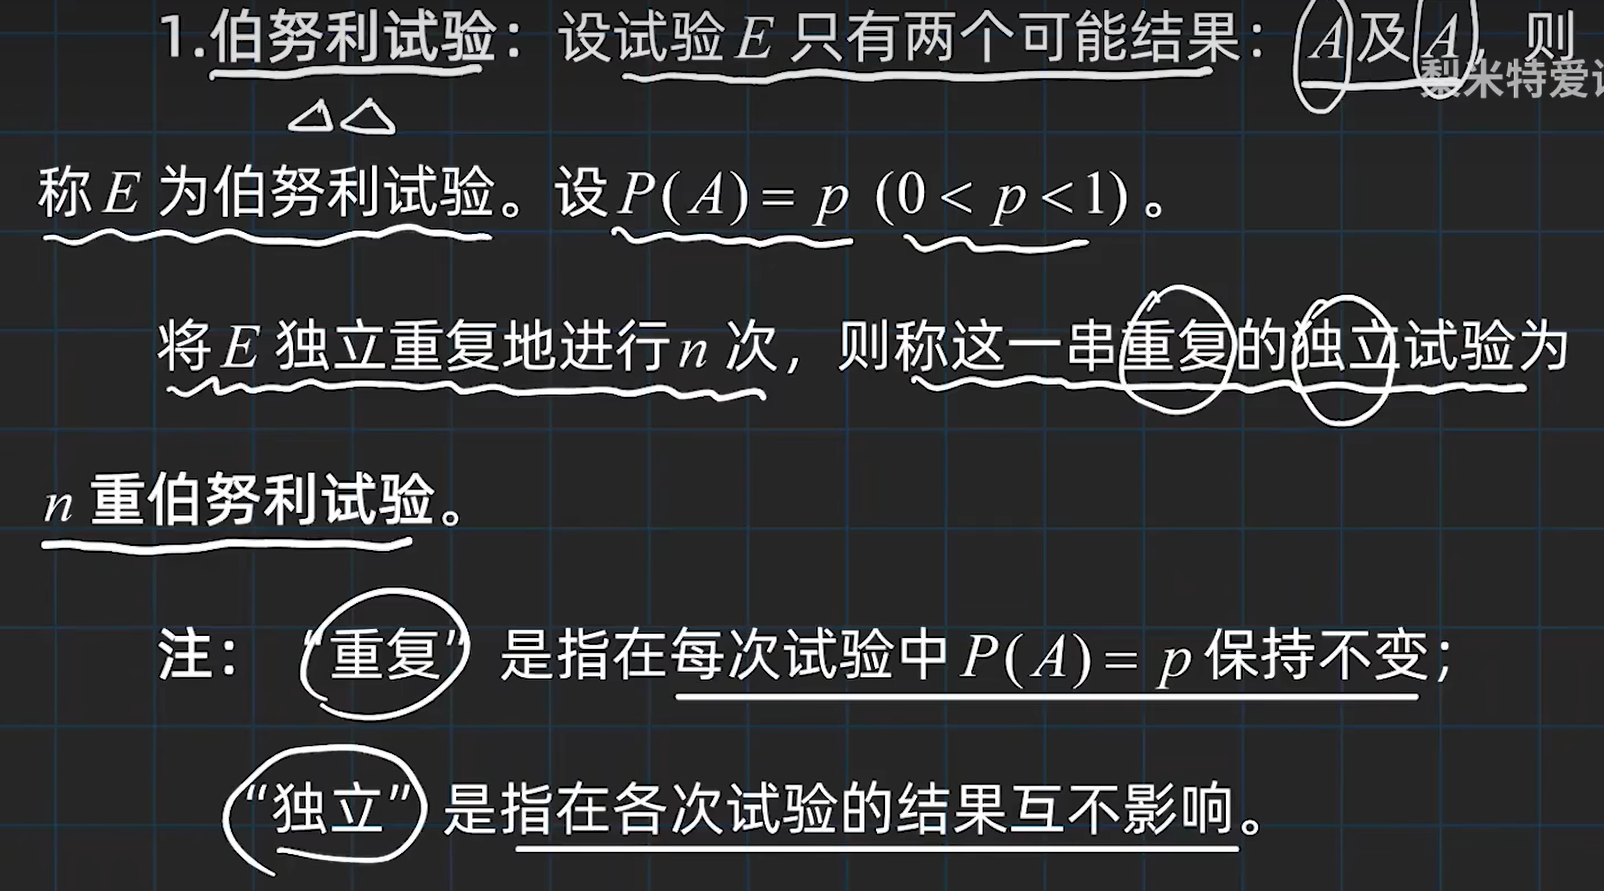 1.伯努利试验：设试验 E 只有两个可能结果：A 及 A，则
梨米特爱
称 E 为伯努利试验。设 P(A) = p (0 < p < 1)。
将 E 独立重复地进行 n 次，则称这一串重复的独立试验为
n 重伯努利试验。
注：“重复” 是指在每次试验中 P(A) = p 保持不变；
“独立” 是指在各次试验的结果互不影响。